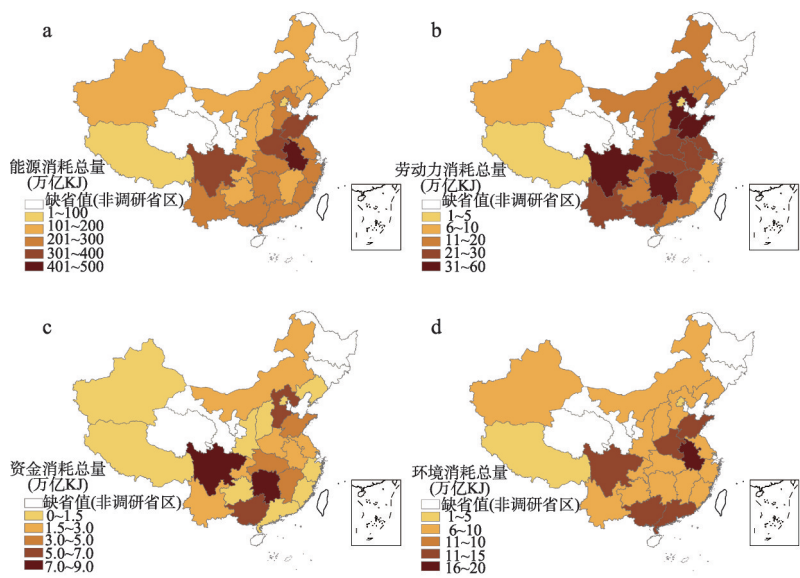 a
能源消耗总量
(万亿KJ)
缺省值(非调研省区)
1~100
101~200
201~300
301~400
401~500
b
劳动力消耗总量
(万亿KJ)
缺省值(非调研省区)
1~5
6~10
11~20
21~30
31~60
c
资金消耗总量
(万亿KJ)
缺省值(非调研省区)
0~1.5
1.5~3.0
3.0~5.0
5.0~7.0
7.0~9.0
d
环境消耗总量
(万亿KJ)
缺省值(非调研省区)
1~5
6~10
11~10
11~15
16~20